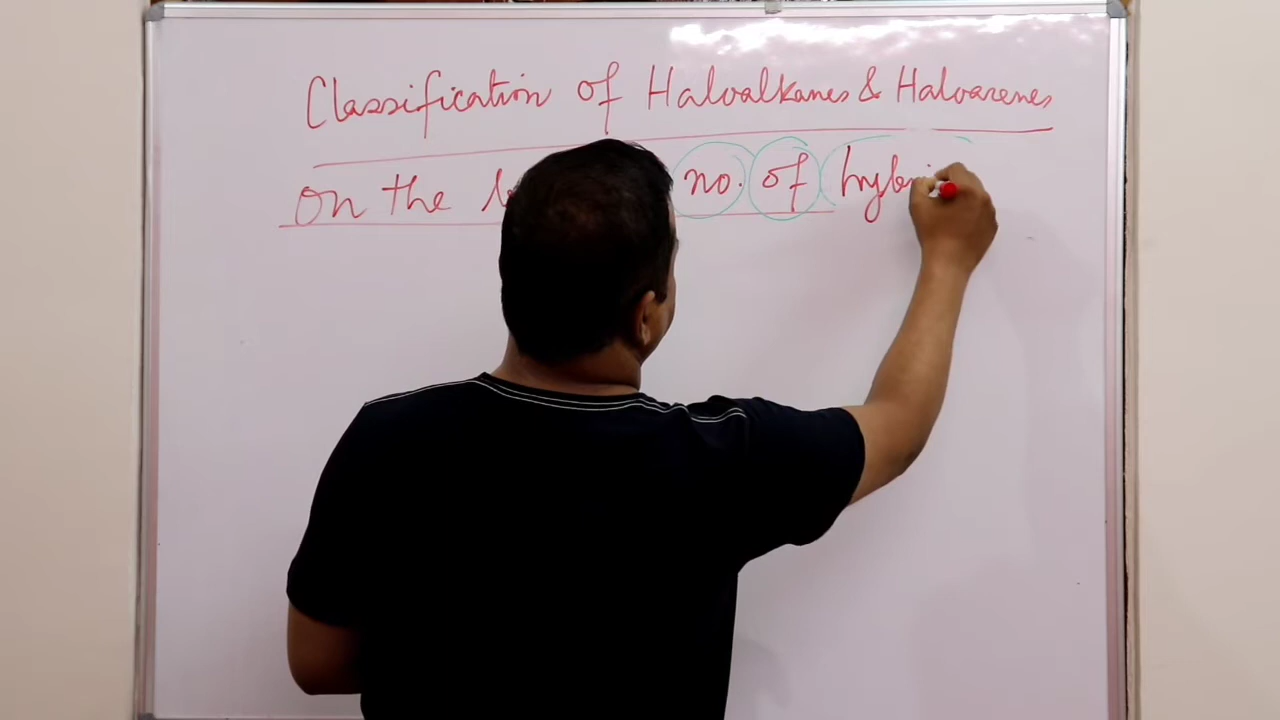 Classification of Haloalkanes & Haloarenes
on the no. of